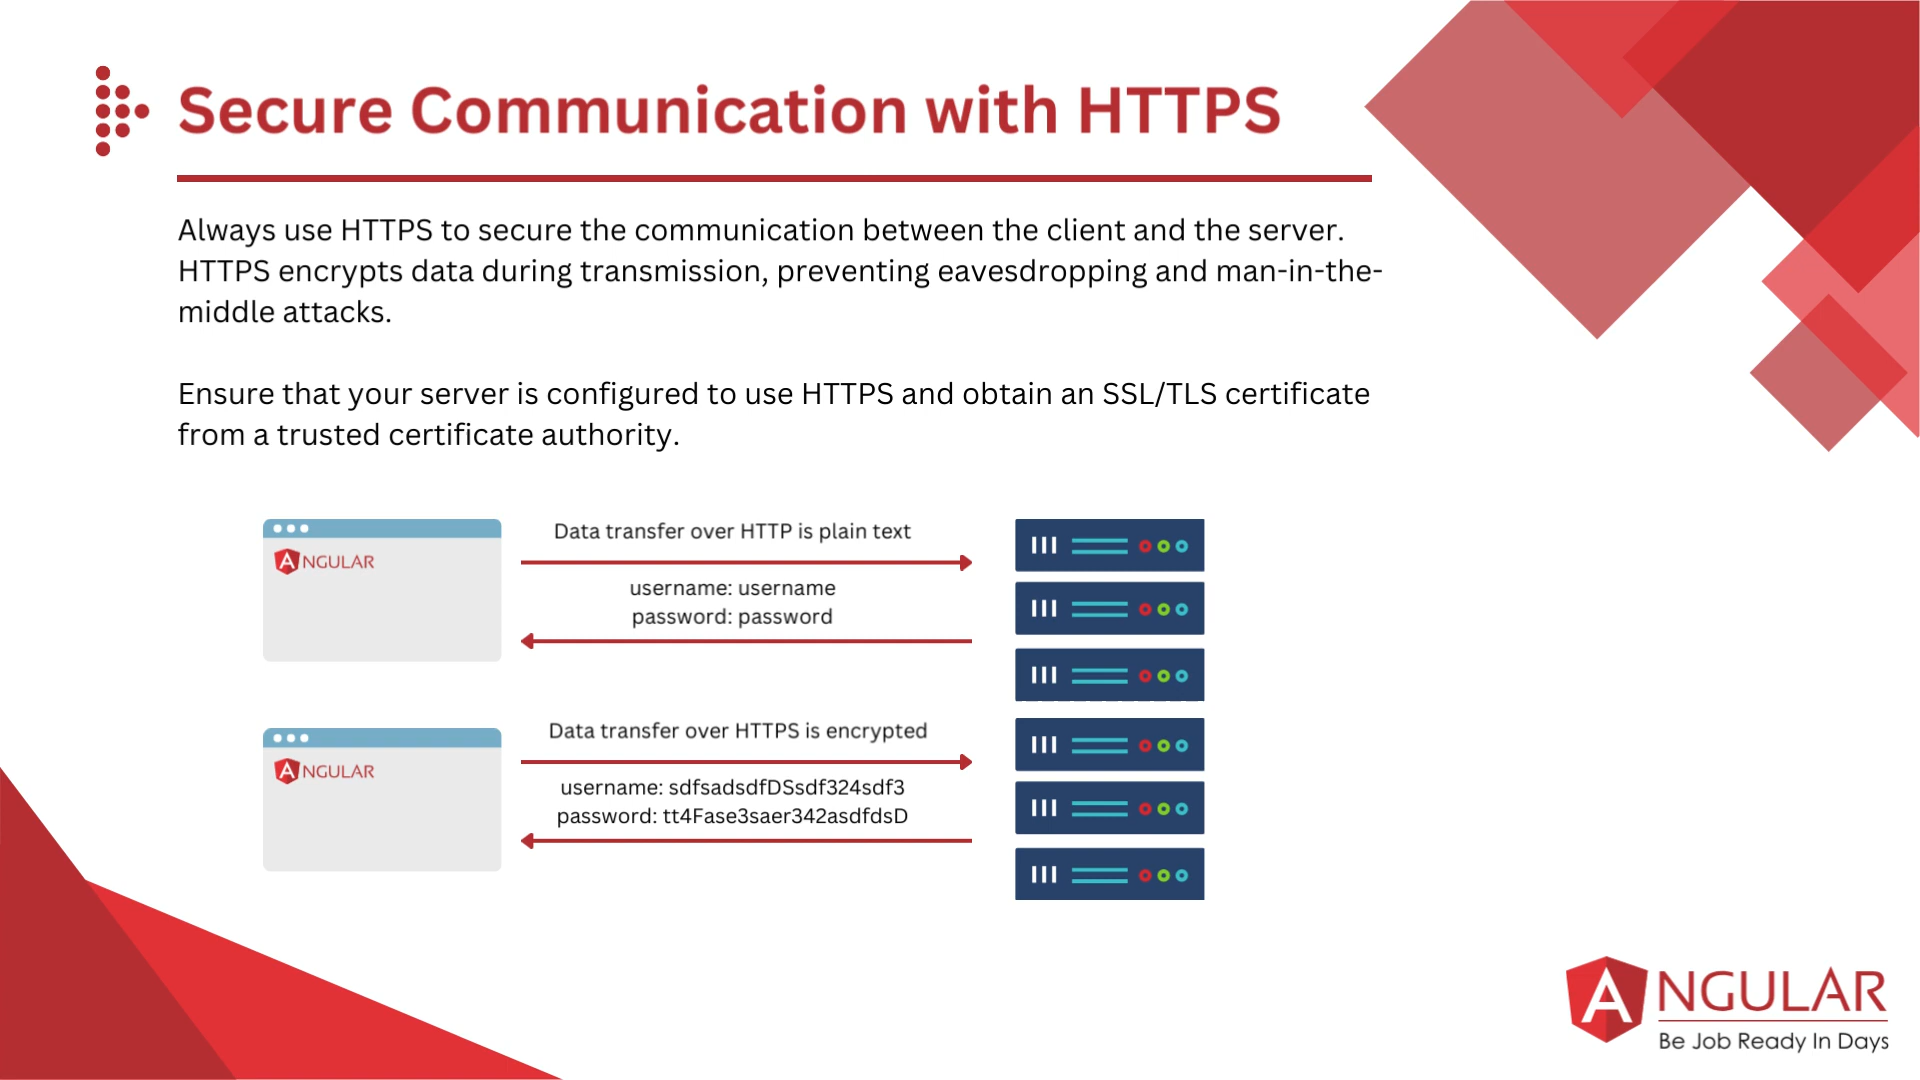 Secure Communication with HTTPS
Always use HTTPS to secure the communication between the client and the server.
HTTPS encrypts data during transmission, preventing eavesdropping and man-in-the-
middle attacks.
Ensure that your server is configured to use HTTPS and obtain an SSL/TLS certificate
from a trusted certificate authority.
ANGULAR
Data transfer over HTTP is plain text
username: username
password: password
ANGULAR
Data transfer over HTTPS is encrypted
username: sdfsadsdfDSsdf324sdf3
password: tt4Fase3saer342asdfdsD
ANGULAR
Be Job Ready In Days